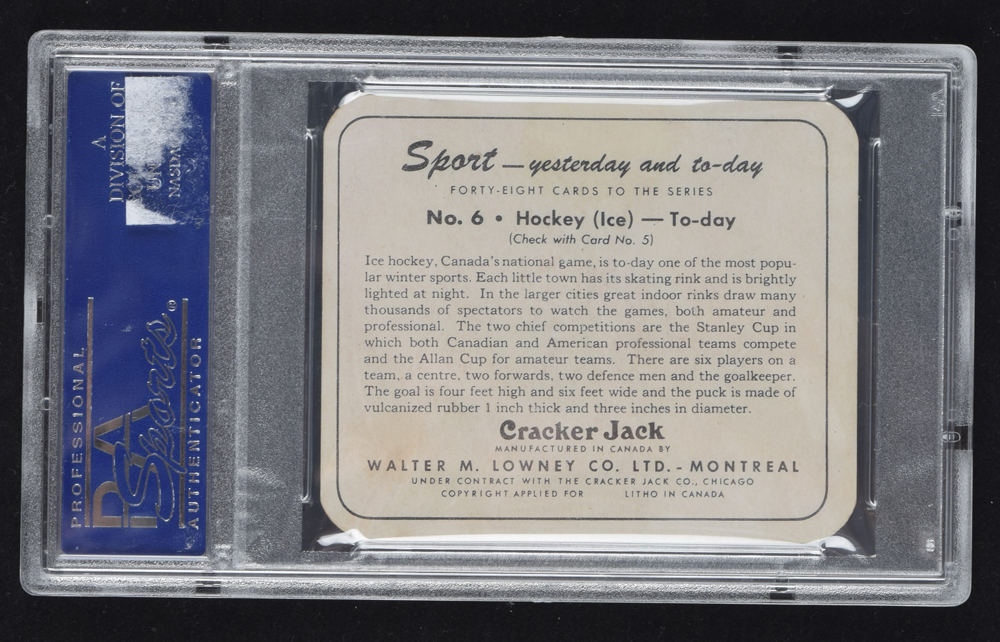 Sport — yesterday and to-day
FORTY-EIGHT CARDS TO THE SERIES
No. 6 • Hockey (Ice) — To-day
(Check with Card No. 5)
Ice hockey, Canada's national game, is to-day one of the most popu-
lar winter sports. Each little town has its skating rink and is brightly
lighted at night. In the larger cities great indoor rinks draw many
thousands of spectators to watch the games, both amateur and
professional. The two chief competitions are the Stanley Cup in
which both Canadian and American professional teams compete
and the Allan Cup for amateur teams. There are six players on a
team, a centre, two forwards, two defence men and the goalkeeper.
The goal is four feet high and six feet wide and the puck is made of
vulcanized rubber 1 inch thick and three inches in diameter.
Cracker Jack
MANUFACTURED IN CANADA BY
WALTER M. LOWNEY CO. LTD. - MONTREAL
UNDER CONTRACT WITH THE CRACKER JACK CO., CHICAGO
COPYRIGHT APPLIED FOR LITHO IN CANADA
A
DIVISION OF
NASDA
PROFESSIONAL
PSA
Sports®
AUTHENTICATOR